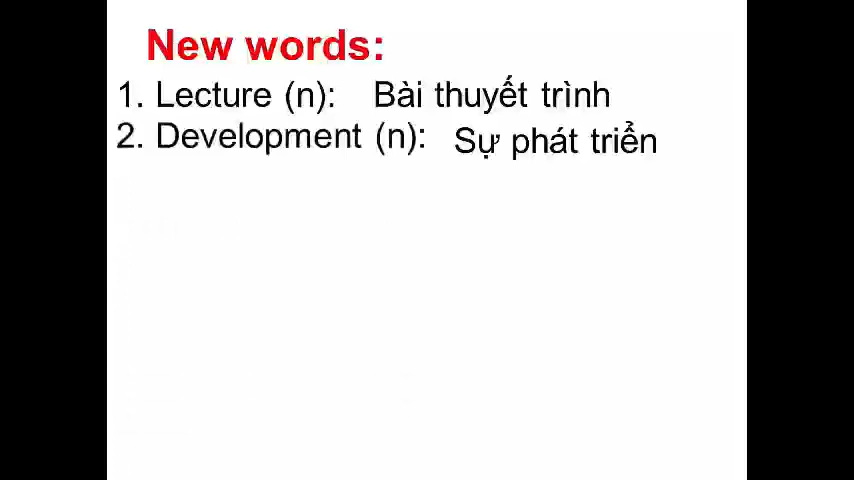 New words:
1. Lecture (n): Bài thuyết trình
2. Development (n): Sự phát triển